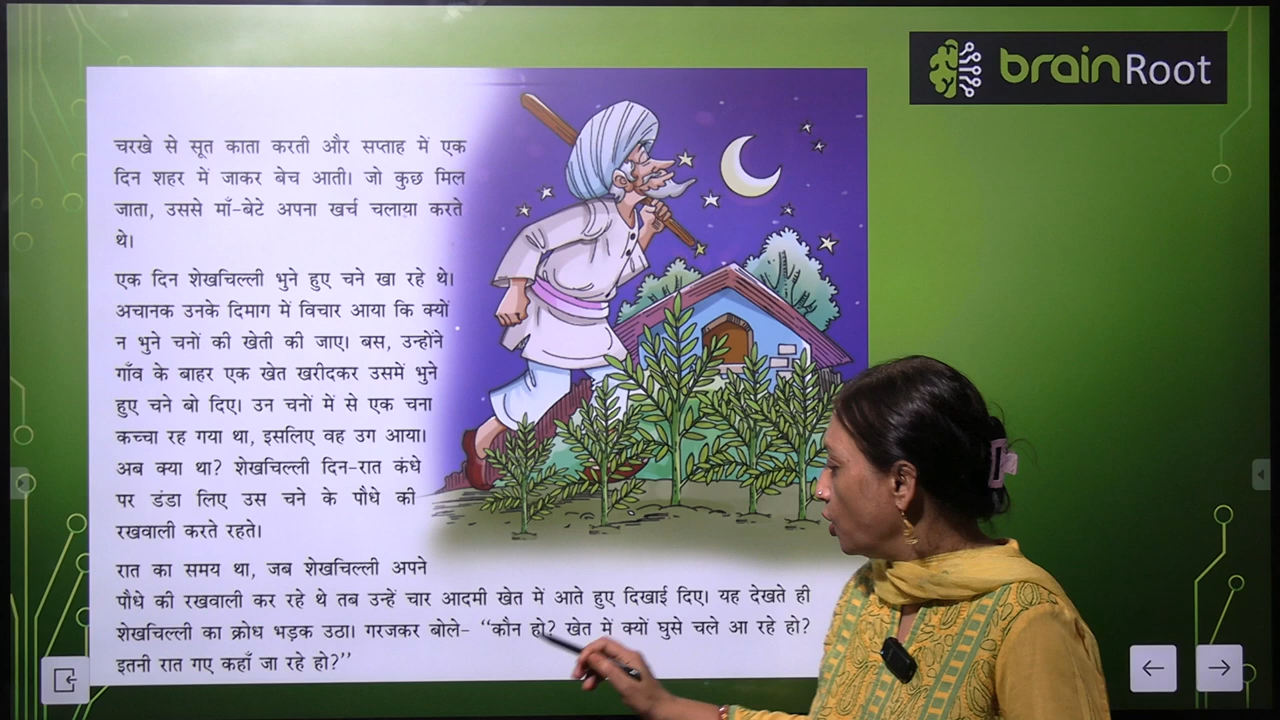 brainRoot
चरखे से सूत काता करती और सप्ताह में एक
दिन शहर में जाकर बेच आती। जो कुछ मिल
जाता, उससे माँ-बेटे अपना खर्च चलाया करते
थे।
एक दिन शेखचिल्ली भुने हुए चने खा रहे थे।
अचानक उनके दिमाग में विचार आया कि क्यों
न भुने चनों की खेती की जाए। बस, उन्होंने
गाँव के बाहर एक खेत खरीदकर उसमें भुने
हुए चने बो दिए। उन चनों में से एक चना
कच्चा रह गया था, इसलिए वह उग आया।
अब क्या था? शेखचिल्ली दिन-रात कंधे
पर डंडा लिए उस चने के पौधे की
रखवाली करते रहते।
रात का समय था, जब शेखचिल्ली अपने
पौधे की रखवाली कर रहे थे तब उन्हें चार आदमी खेत में आते हुए दिखाई दिए। यह देखते ही
शेखचिल्ली का क्रोध भड़क उठा। गरजकर बोले- ‘‘कौन हो? खेत में क्यों घुसे चले आ रहे हो?
इतनी रात गए कहाँ जा रहे हो?’’